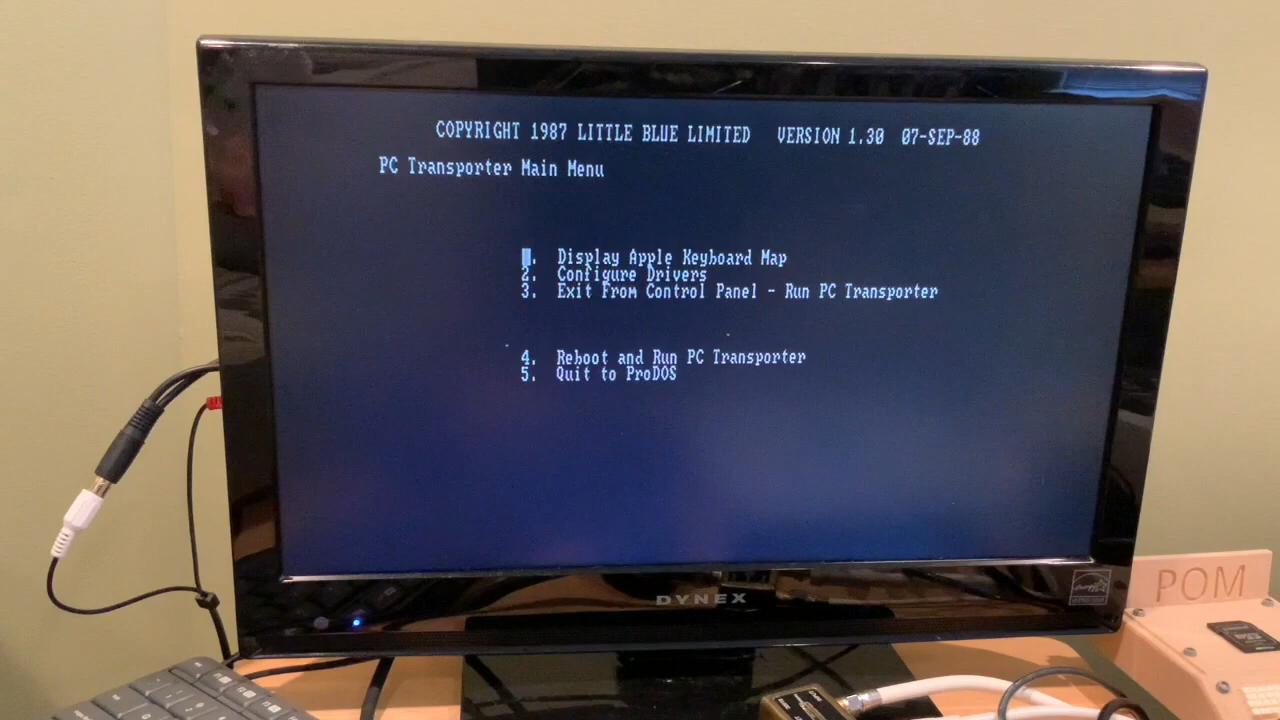 COPYRIGHT 1987 LITTLE BLUE LIMITED VERSION 1.30 07-SEP-88
PC Transporter Main Menu
1. Display Apple Keyboard Map
2. Configure Drivers
3. Exit From Control Panel - Run PC Transporter
4. Reboot and Run PC Transporter
5. Quit to ProDOS
DYNEX
POM